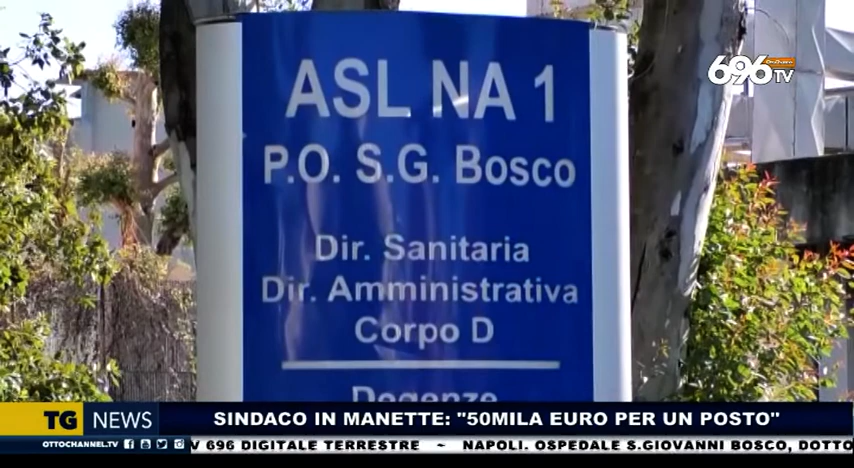 ASL NA 1
P.O. S.G. Bosco
Dir. Sanitaria
Dir. Amministrativa
Corpo D
Degenze
696 TV
TG NEWS
SINDACO IN MANETTE: "50MILA EURO PER UN POSTO"
OTTOCHANNEL.TV
V 696 DIGITALE TERRESTRE ~ NAPOLI. OSPEDALE S.GIOVANNI BOSCO, DOTTO